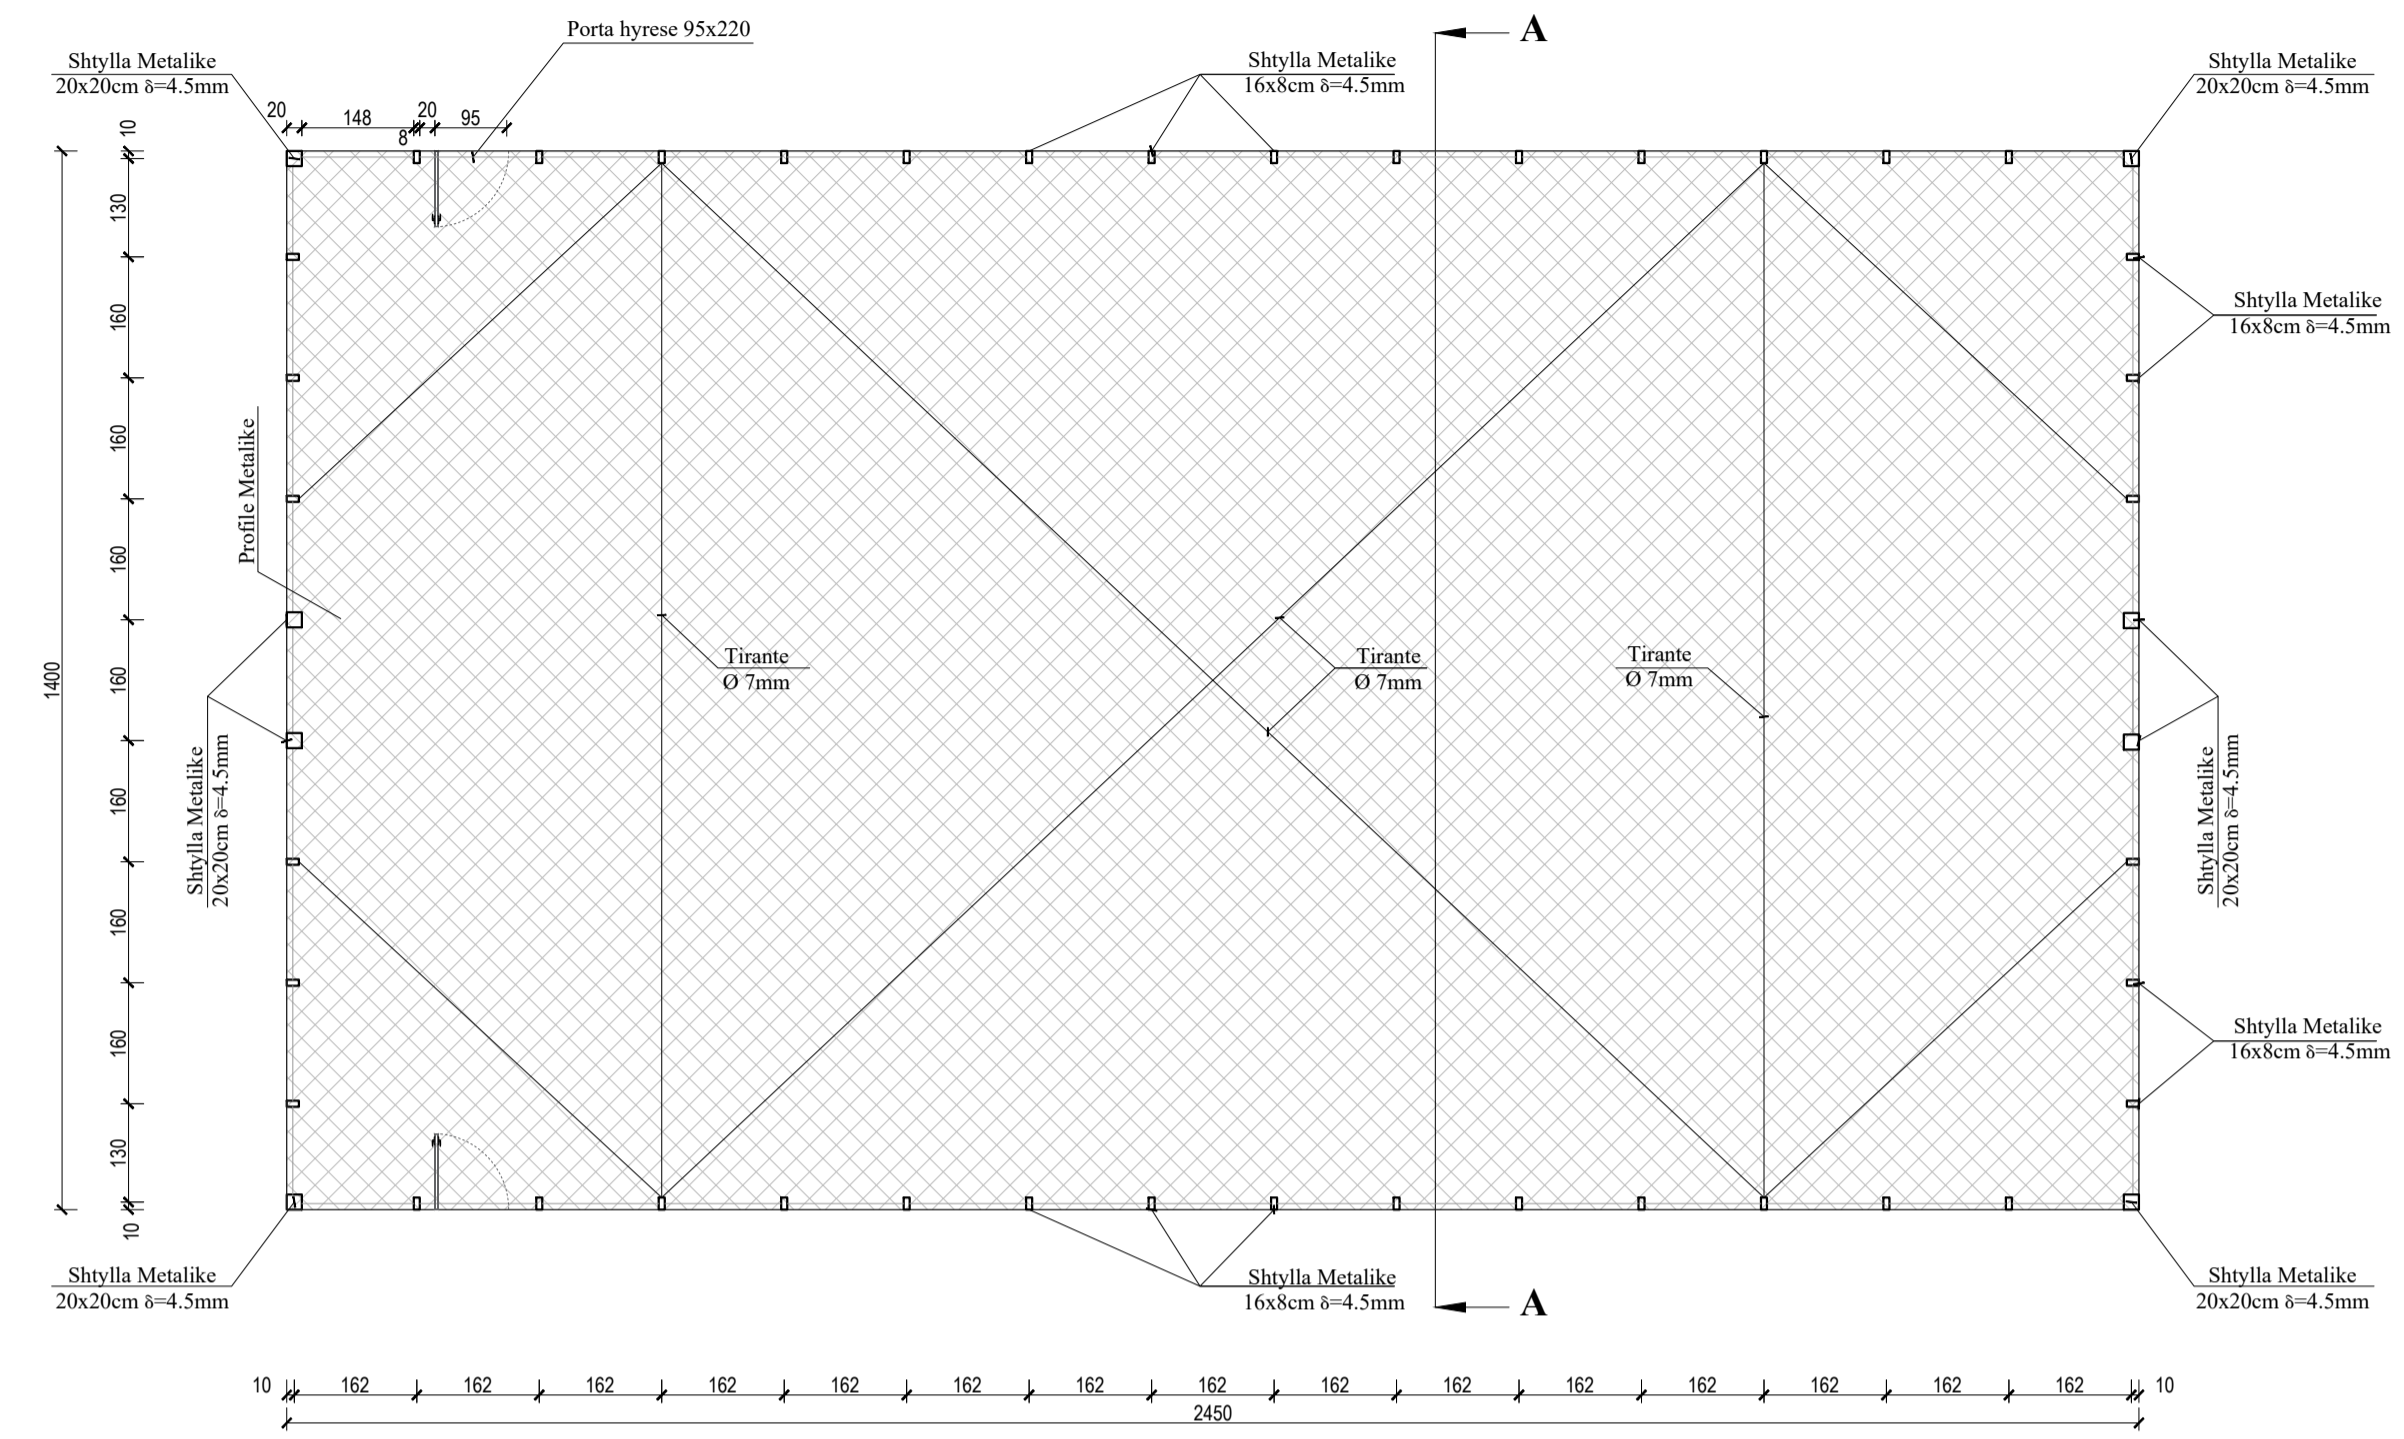 Porta hyrese 95x220
A
Shtylla Metalike
20x20cm δ=4.5mm
Shtylla Metalike
16x8cm δ=4.5mm
Shtylla Metalike
20x20cm δ=4.5mm
20
148
8
20
95
10
130
160
160
160
160
160
160
160
130
10
1400
Profile Metalike
Shtylla Metalike
16x8cm δ=4.5mm
Tirante
Ø 7mm
Tirante
Ø 7mm
Tirante
Ø 7mm
Shtylla Metalike
20x20cm δ=4.5mm
Shtylla Metalike
20x20cm δ=4.5mm
Shtylla Metalike
16x8cm δ=4.5mm
Shtylla Metalike
20x20cm δ=4.5mm
Shtylla Metalike
16x8cm δ=4.5mm
A
Shtylla Metalike
20x20cm δ=4.5mm
10 162 162 162 162 162 162 162 162 162 162 162 162 162 162 162 10
2450